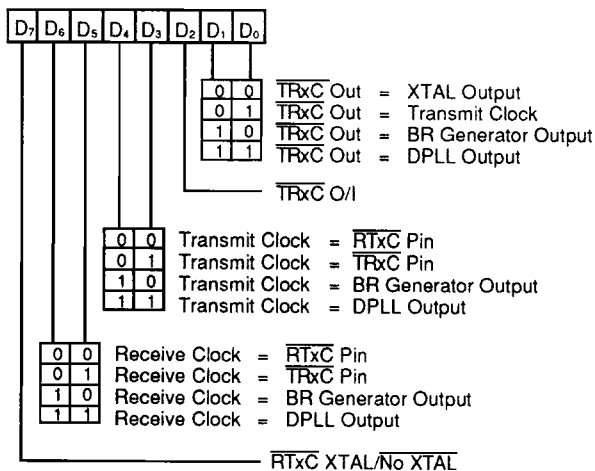 D7 D6 D5 D4 D3 D2 D1 D0
0 0 TRxC Out = XTAL Output
0 1 TRxC Out = Transmit Clock
1 0 TRxC Out = BR Generator Output
1 1 TRxC Out = DPLL Output
TRxC O/I
0 0 Transmit Clock = RTxC Pin
0 1 Transmit Clock = TRxC Pin
1 0 Transmit Clock = BR Generator Output
1 1 Transmit Clock = DPLL Output
0 0 Receive Clock = RTxC Pin
0 1 Receive Clock = TRxC Pin
1 0 Receive Clock = BR Generator Output
1 1 Receive Clock = DPLL Output
RTxC XTAL/No XTAL